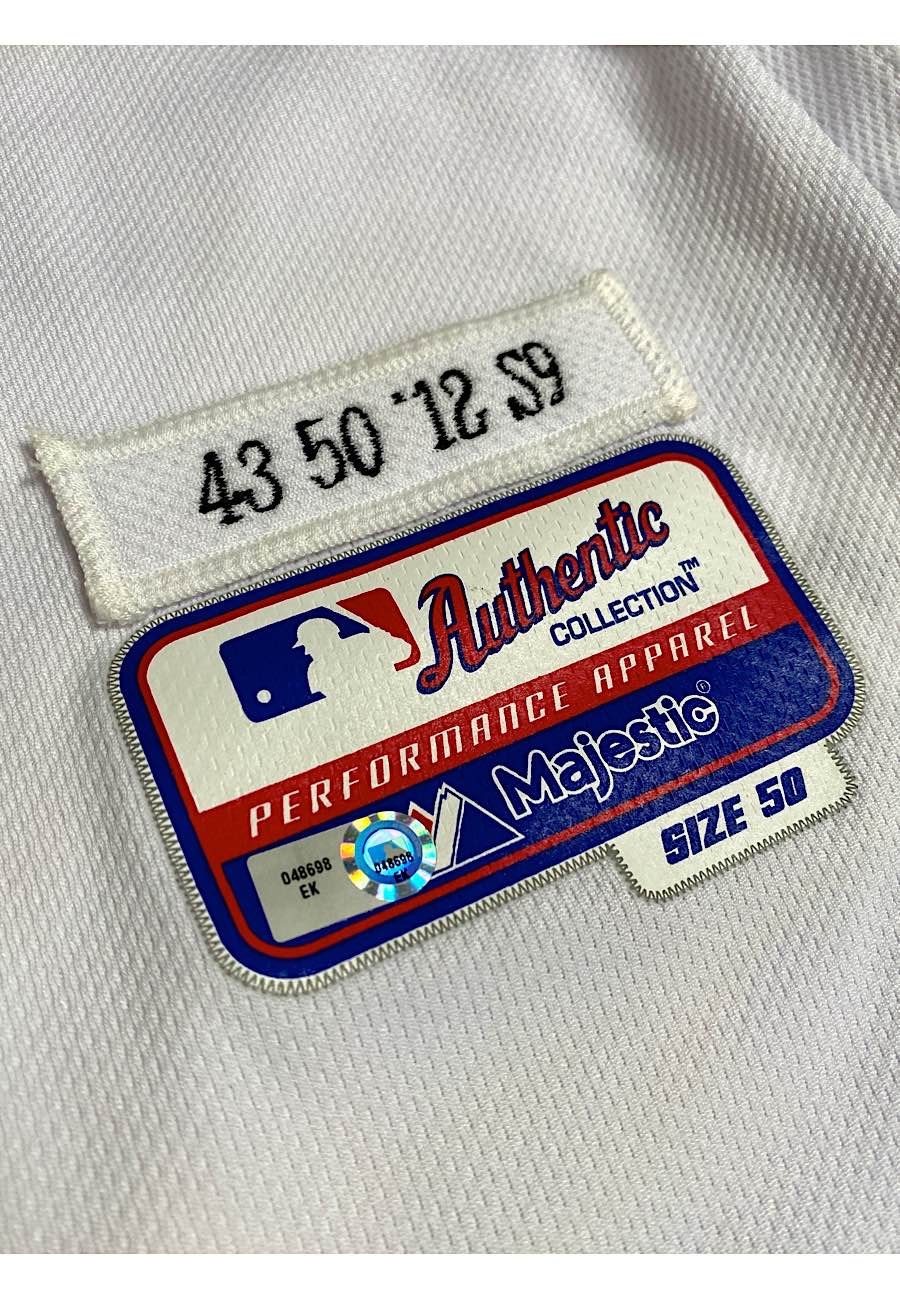 43 50 '12 S9
Authentic
COLLECTION™
PERFORMANCE APPAREL
Majestic®
SIZE 50
048698
EK
048698
EK